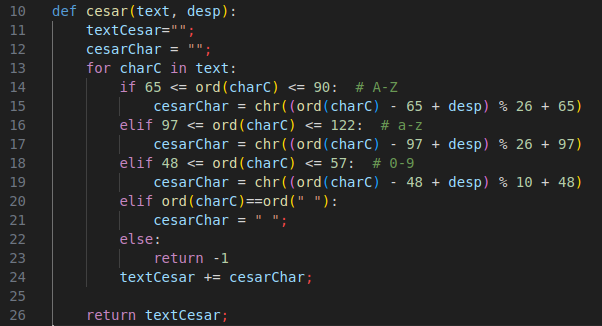 10 def cesar(text, desp):
11     textCesar="";
12     cesarChar = "";
13     for charC in text:
14         if 65 <= ord(charC) <= 90:  # A-Z
15             cesarChar = chr((ord(charC) - 65 + desp) % 26 + 65)
16         elif 97 <= ord(charC) <= 122:  # a-z
17             cesarChar = chr((ord(charC) - 97 + desp) % 26 + 97)
18         elif 48 <= ord(charC) <= 57:  # 0-9
19             cesarChar = chr((ord(charC) - 48 + desp) % 10 + 48)
20         elif ord(charC)==ord(" "):
21             cesarChar = " ";
22         else:
23             return -1
24         textCesar += cesarChar;
25
26     return textCesar;